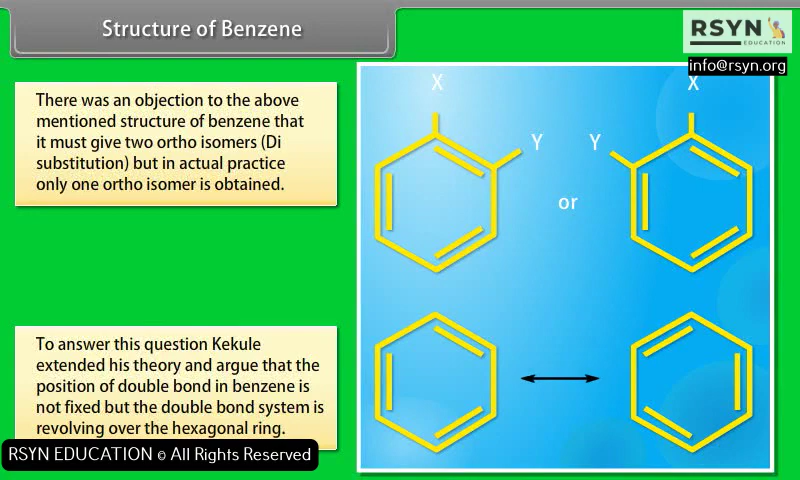 Structure of Benzene
RSYN
EDUCATION
info@rsyn.org
There was an objection to the above
mentioned structure of benzene that
it must give two ortho isomers (Di
substitution) but in actual practice
only one ortho isomer is obtained.
X
Y
or
X
Y
To answer this question Kekule
extended his theory and argue that the
position of double bond in benzene is
not fixed but the double bond system is
revolving over the hexagonal ring.
RSYN EDUCATION © All Rights Reserved